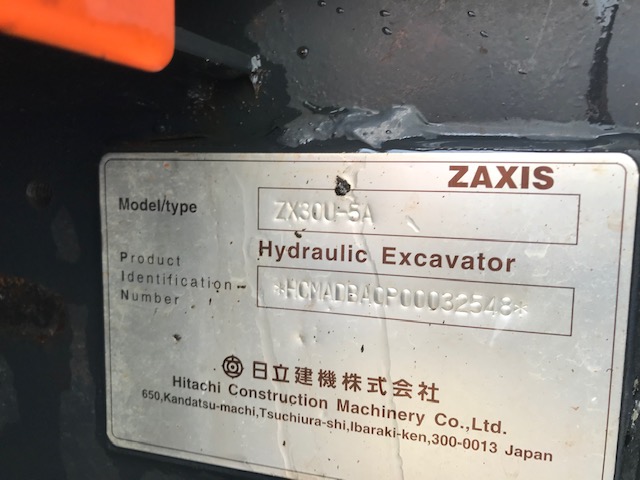 ZAXIS
Model/type ZX30U-5A
Hydraulic Excavator
Product
Identification
Number *HCMADBA0P00032548*
日立建機株式会社
Hitachi Construction Machinery Co.,Ltd.
650,Kandatsu-machi,Tsuchiura-shi,Ibaraki-ken,300-0013 Japan